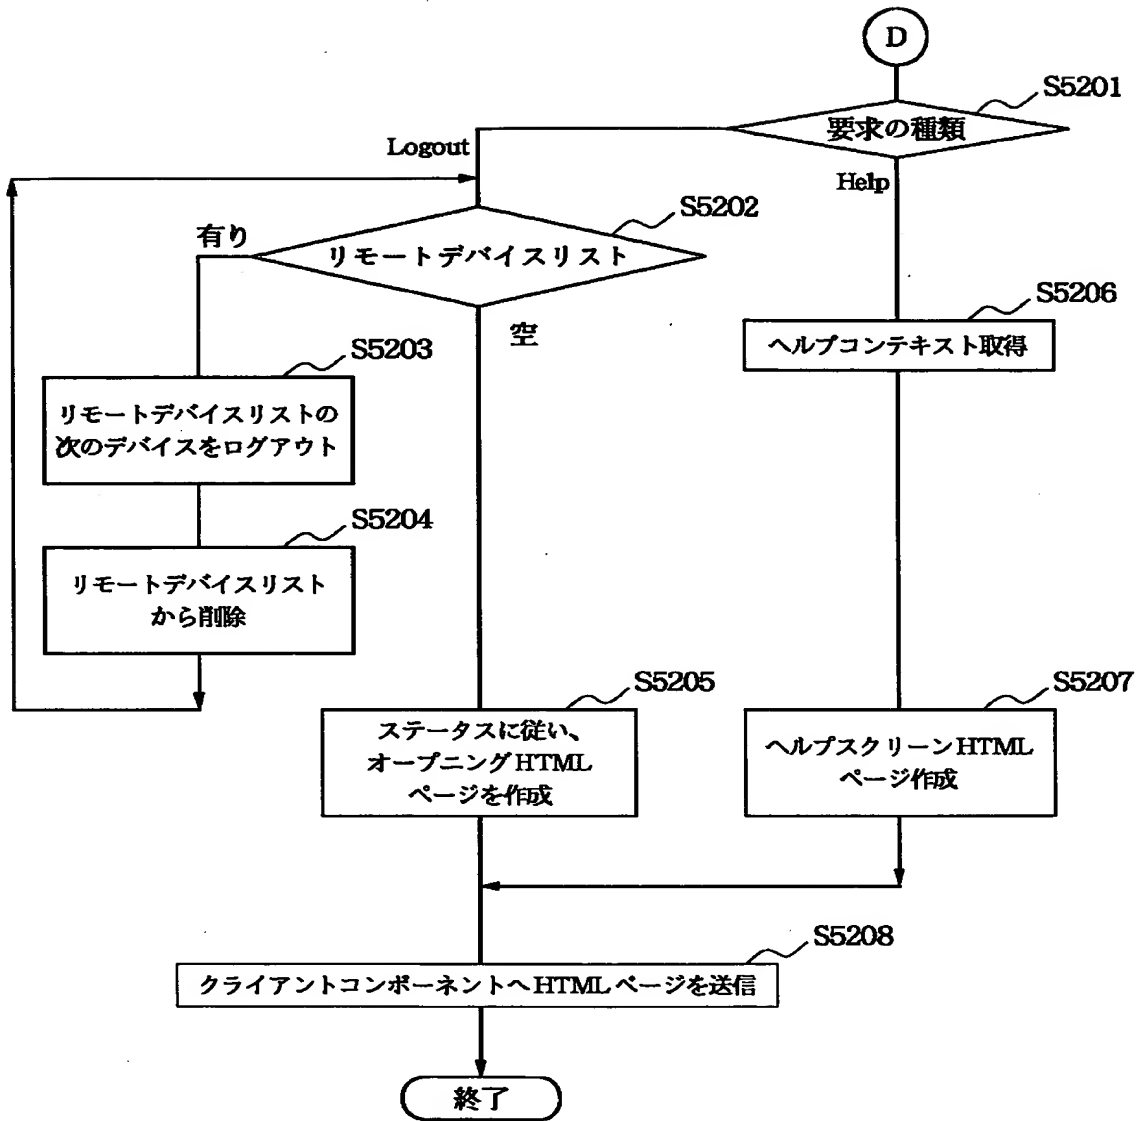 D
S5201
要求の種類
Logout
Help
S5202
有り
リモートデバイスリスト
空
S5206
ヘルプコンテキスト取得
S5203
リモートデバイスリストの
次のデバイスをログアウト
S5204
リモートデバイスリスト
から削除
S5205
ステータスに従い、
オープニングHTML
ページを作成
S5207
ヘルプスクリーンHTML
ページ作成
S5208
クライアントコンポーネントへHTMLページを送信
終了